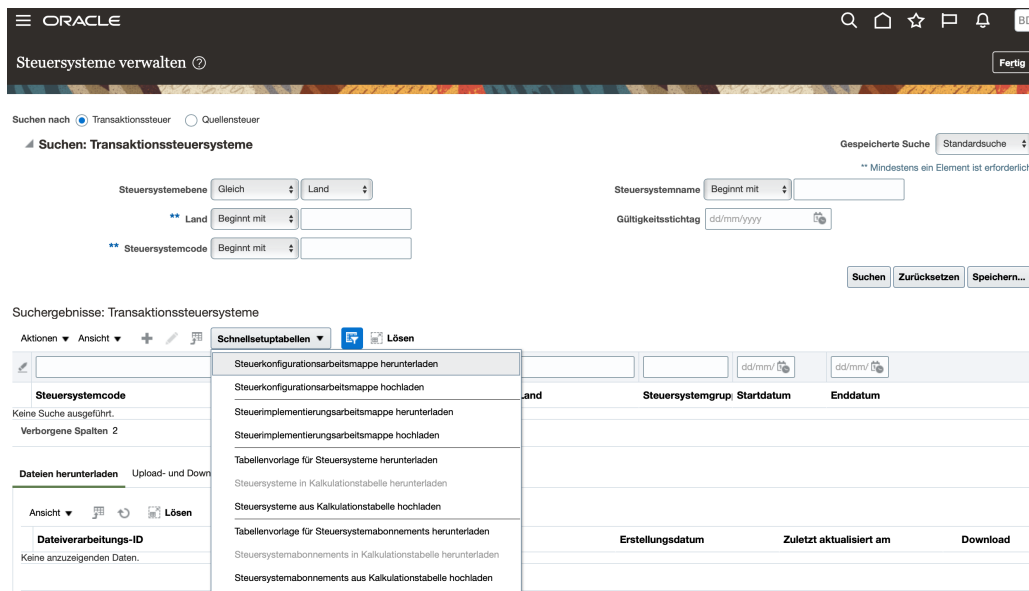 ORACLE
BD
Steuersysteme verwalten
Fertig
Suchen nach Transaktionssteuer Quellensteuer
Suchen: Transaktionssteuersysteme
Gespeicherte Suche Standardsuche
** Mindestens ein Element ist erforderlich
Steuersystemebene Gleich Land
Steuersystemname Beginnt mit
** Land Beginnt mit
Gültigkeitsstichtag dd/mm/yyyy
** Steuersystemcode Beginnt mit
Suchen Zurücksetzen Speichern...
Suchergebnisse: Transaktionssteuersysteme
Aktionen Ansicht Schnellsetuptabellen Lösen
Steuerkonfigurationsarbeitsmappe herunterladen
dd/mm/ dd/mm/
Steuerkonfigurationsarbeitsmappe hochladen
Steuersystemcode Land Steuersystemgrup Startdatum Enddatum
Steuerimplementierungsarbeitsmappe herunterladen
Keine Suche ausgeführt.
Verborgene Spalten 2
Steuerimplementierungsarbeitsmappe hochladen
Tabellenvorlage für Steuersysteme herunterladen
Dateien herunterladen Upload- und Down
Steuersysteme in Kalkulationstabelle herunterladen
Steuersysteme aus Kalkulationstabelle hochladen
Ansicht Lösen
Tabellenvorlage für Steuersystemabonnements herunterladen
Dateiverarbeitungs-ID Erstellungsdatum Zuletzt aktualisiert am Download
Keine anzuzeigenden Daten.
Steuersystemabonnements in Kalkulationstabelle herunterladen
Steuersystemabonnements aus Kalkulationstabelle hochladen